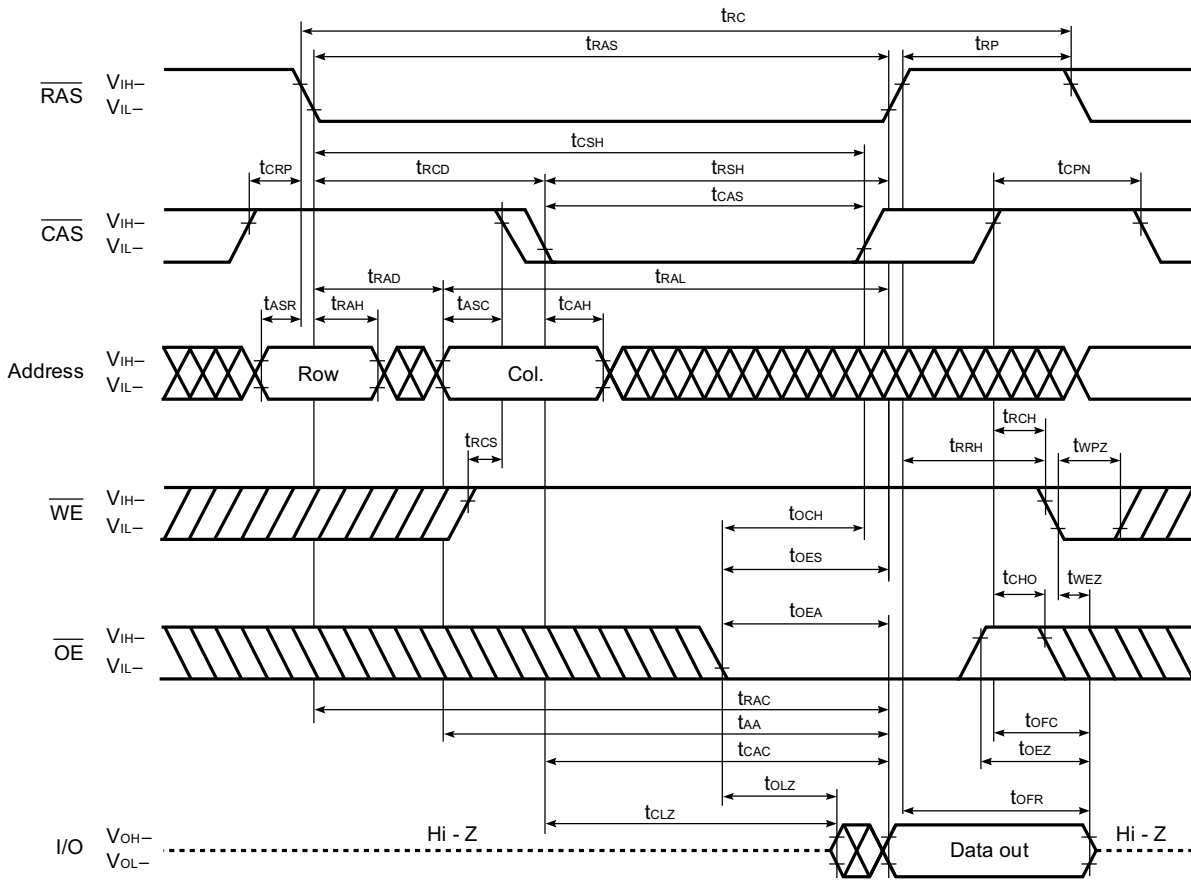 tRC
tRAS tRP
RAS VIH– VIL–
tCSH
tCRP tRCD tRSH tCPN
tCAS
CAS VIH– VIL–
tRAD tRAL
tASR tRAH tASC tCAH
Address VIH– VIL– Row Col.
tRCH
tRCS tRRH tWPZ
WE VIH– VIL–
tOCH
tOES
tCHO tWEZ
tOEA
OE VIH– VIL–
tRAC
tAA tOFC
tCAC tOEZ
tOLZ
tCLZ tOFR
I/O VOH– VOL– Hi - Z Data out Hi - Z